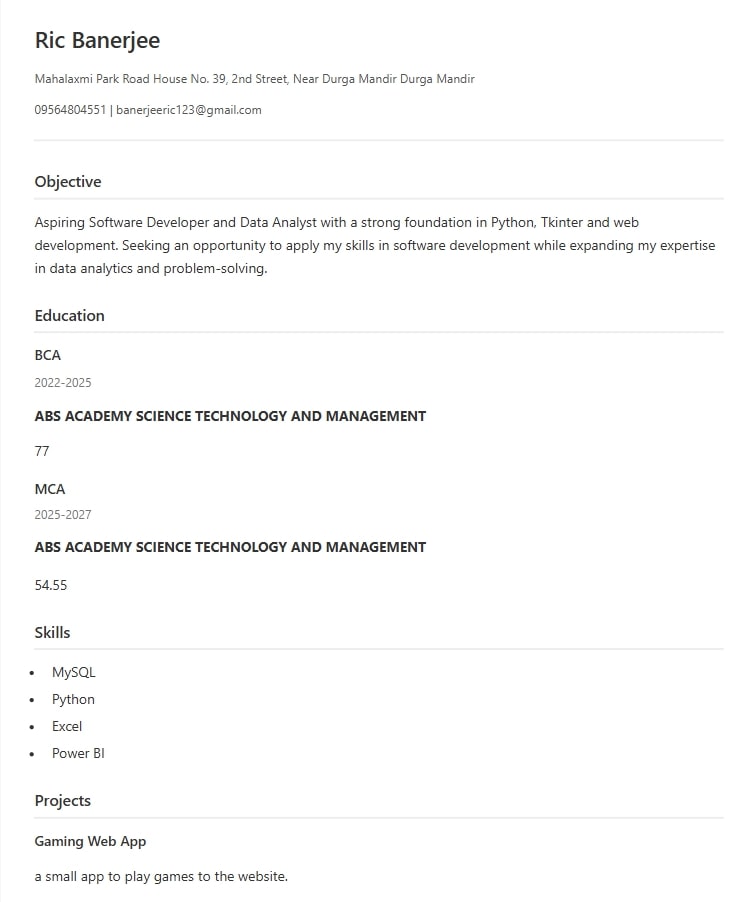 Ric Banerjee
Mahalaxmi Park Road House No. 39, 2nd Street, Near Durga Mandir Durga Mandir
09564804551 | banerjeeric123@gmail.com
Objective
Aspiring Software Developer and Data Analyst with a strong foundation in Python, Tkinter and web
development. Seeking an opportunity to apply my skills in software development while expanding my expertise
in data analytics and problem-solving.
Education
BCA
2022-2025
ABS ACADEMY SCIENCE TECHNOLOGY AND MANAGEMENT
77
MCA
2025-2027
ABS ACADEMY SCIENCE TECHNOLOGY AND MANAGEMENT
54.55
Skills
• MySQL
• Python
• Excel
• Power BI
Projects
Gaming Web App
a small app to play games to the website.